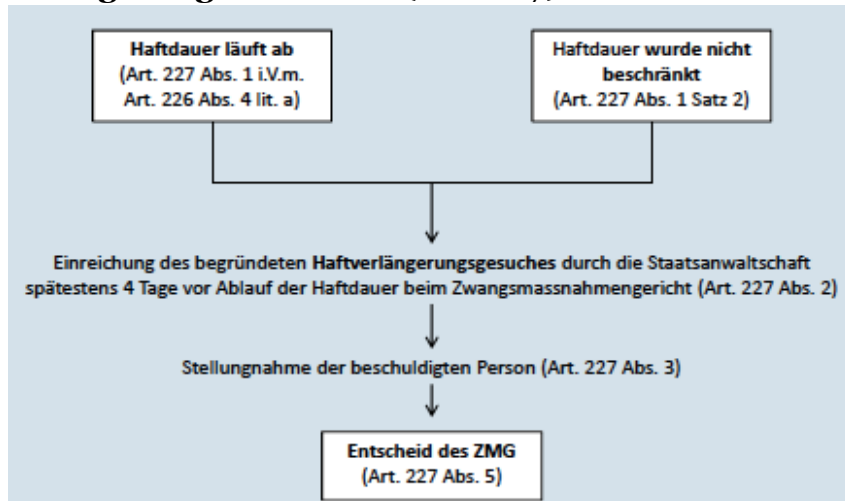 Haftdauer läuft ab
(Art. 227 Abs. 1 i.V.m.
Art. 226 Abs. 4 lit. a)
Haftdauer wurde nicht
beschränkt
(Art. 227 Abs. 1 Satz 2)
Einreichung des begründeten Haftverlängerungsgesuches durch die Staatsanwaltschaft
spätestens 4 Tage vor Ablauf der Haftdauer beim Zwangsmassnahmengericht (Art. 227 Abs. 2)
Stellungnahme der beschuldigten Person (Art. 227 Abs. 3)
Entscheid des ZMG
(Art. 227 Abs. 5)